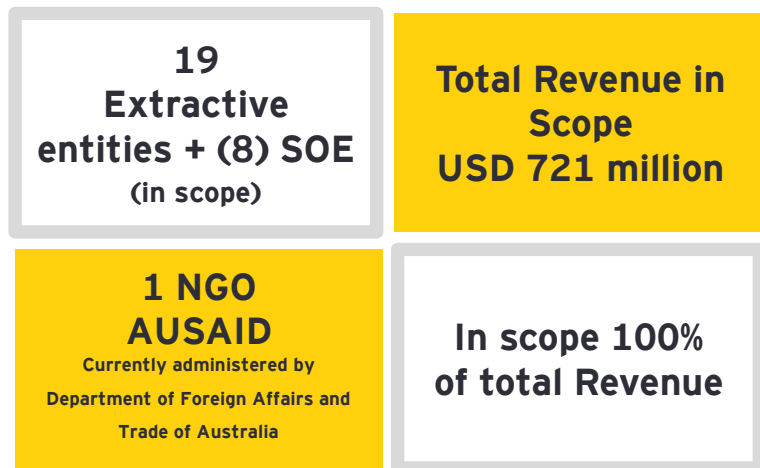 19
Extractive
entities + (8) SOE
(in scope)
Total Revenue in
Scope
USD 721 million
1 NGO
AUSAID
Currently administered by
Department of Foreign Affairs and
Trade of Australia
In scope 100%
of total Revenue